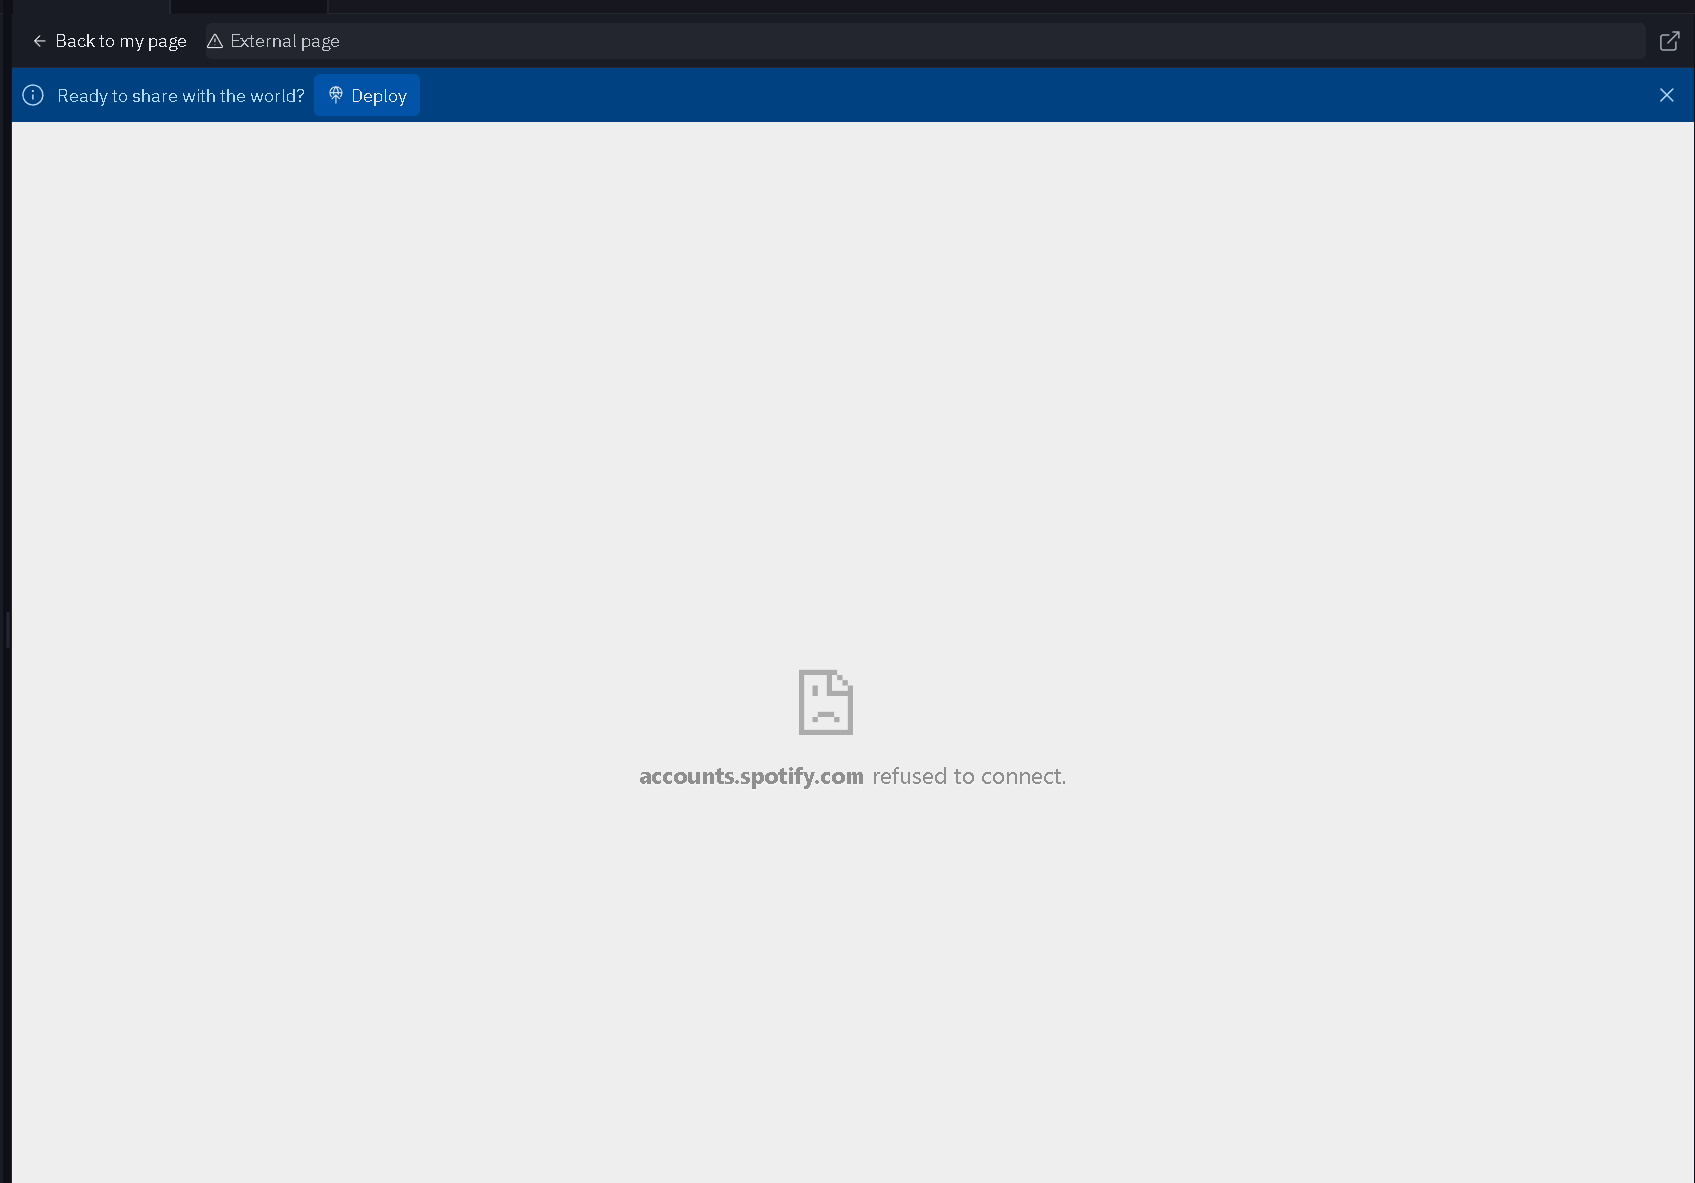 Back to my page
External page
Ready to share with the world?
Deploy
accounts.spotify.com refused to connect.